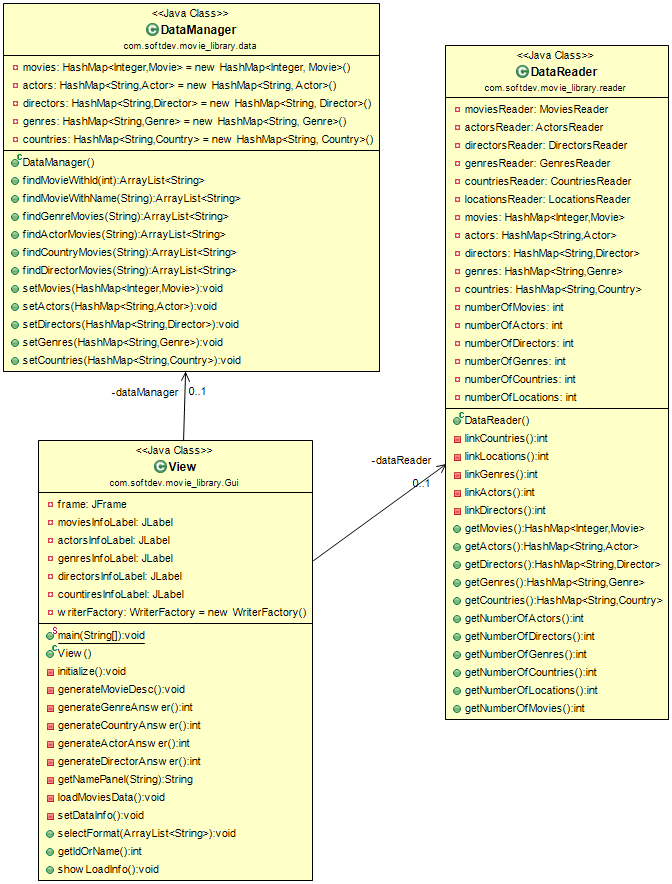 <<Java Class>>
DataManager
com.softdev.movie_library.data
movies: HashMap<Integer,Movie> = new HashMap<Integer, Movie>()
actors: HashMap<String,Actor> = new HashMap<String, Actor>()
directors: HashMap<String,Director> = new HashMap<String, Director>()
genres: HashMap<String,Genre> = new HashMap<String, Genre>()
countries: HashMap<String,Country> = new HashMap<String, Country>()
DataManager()
findMovieWithId(int):ArrayList<String>
findMovieWithName(String):ArrayList<String>
findGenreMovies(String):ArrayList<String>
findActorMovies(String):ArrayList<String>
findCountryMovies(String):ArrayList<String>
findDirectorMovies(String):ArrayList<String>
setMovies(HashMap<Integer,Movie>):void
setActors(HashMap<String,Actor>):void
setDirectors(HashMap<String,Director>):void
setGenres(HashMap<String,Genre>):void
setCountries(HashMap<String,Country>):void
-dataManager 0..1
<<Java Class>>
View
com.softdev.movie_library.Gui
frame: JFrame
moviesInfoLabel: JLabel
actorsInfoLabel: JLabel
genresInfoLabel: JLabel
directorsInfoLabel: JLabel
countiresInfoLabel: JLabel
writerFactory: WriterFactory = new WriterFactory()
main(String[]):void
View()
initialize():void
generateMovieDesc():void
generateGenreAnswer():int
generateCountryAnswer():int
generateActorAnswer():int
generateDirectorAnswer():int
getNamePanel(String):String
loadMoviesData():void
setDataInfo():void
selectFormat(ArrayList<String>):void
getIdOrName():int
showLoadInfo():void
-dataReader
0..1
<<Java Class>>
DataReader
com.softdev.movie_library.reader
moviesReader: MoviesReader
actorsReader: ActorsReader
directorsReader: DirectorsReader
genresReader: GenresReader
countriesReader: CountriesReader
locationsReader: LocationsReader
movies: HashMap<Integer,Movie>
actors: HashMap<String,Actor>
directors: HashMap<String,Director>
genres: HashMap<String,Genre>
countries: HashMap<String,Country>
numberOfMovies: int
numberOfActors: int
numberOfDirectors: int
numberOfGenres: int
numberOfCountries: int
numberOfLocations: int
DataReader()
linkCountries():int
linkLocations():int
linkGenres():int
linkActors():int
linkDirectors():int
getMovies():HashMap<Integer,Movie>
getActors():HashMap<String,Actor>
getDirectors():HashMap<String,Director>
getGenres():HashMap<String,Genre>
getCountries():HashMap<String,Country>
getNumberOfActors():int
getNumberOfDirectors():int
getNumberOfGenres():int
getNumberOfCountries():int
getNumberOfLocations():int
getNumberOfMovies():int